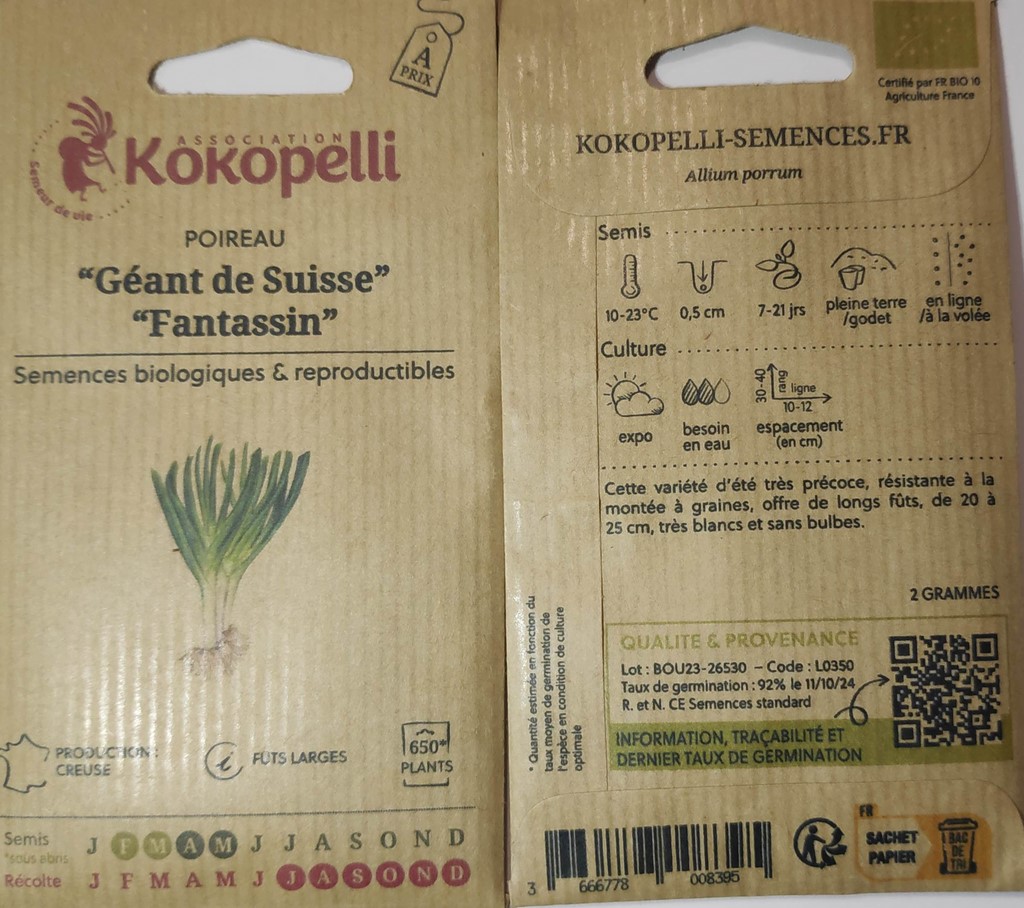 À
PRIX
ASSOCIATION
Kokopelli
Semeur de vie
POIREAU
“Géant de Suisse”
“Fantassin”
Semences biologiques & reproductibles
PRODUCTION :
CREUSE
i
FÛTS LARGES
650*
PLANTS
Semis J F M A M J J A S O N D
*sous abris
Récolte J F M A M J J A S O N D
Certifié par FR BIO 10
Agriculture France
KOKOPELLI-SEMENCES.FR
Allium porrum
Semis
10-23°C
0,5 cm
7-21 jrs
pleine terre
/godet
en ligne
/à la volée
Culture
expo
besoin
en eau
30-40
rang
ligne
10-12
espacement
(en cm)
Cette variété d’été très précoce, résistante à la
montée à graines, offre de longs fûts, de 20 à
25 cm, très blancs et sans bulbes.
2 GRAMMES
* Quantité estimée en fonction du
taux moyen de germination de
l’espèce en condition de culture
optimale
QUALITE & PROVENANCE
Lot : BOU23-26530 – Code : L0350
Taux de germination : 92% le 11/10/24
R. et N. CE Semences standard
INFORMATION, TRAÇABILITÉ ET
DERNIER TAUX DE GERMINATION
3 666778 008395
FR
SACHET
PAPIER
BAC
DE
TRI